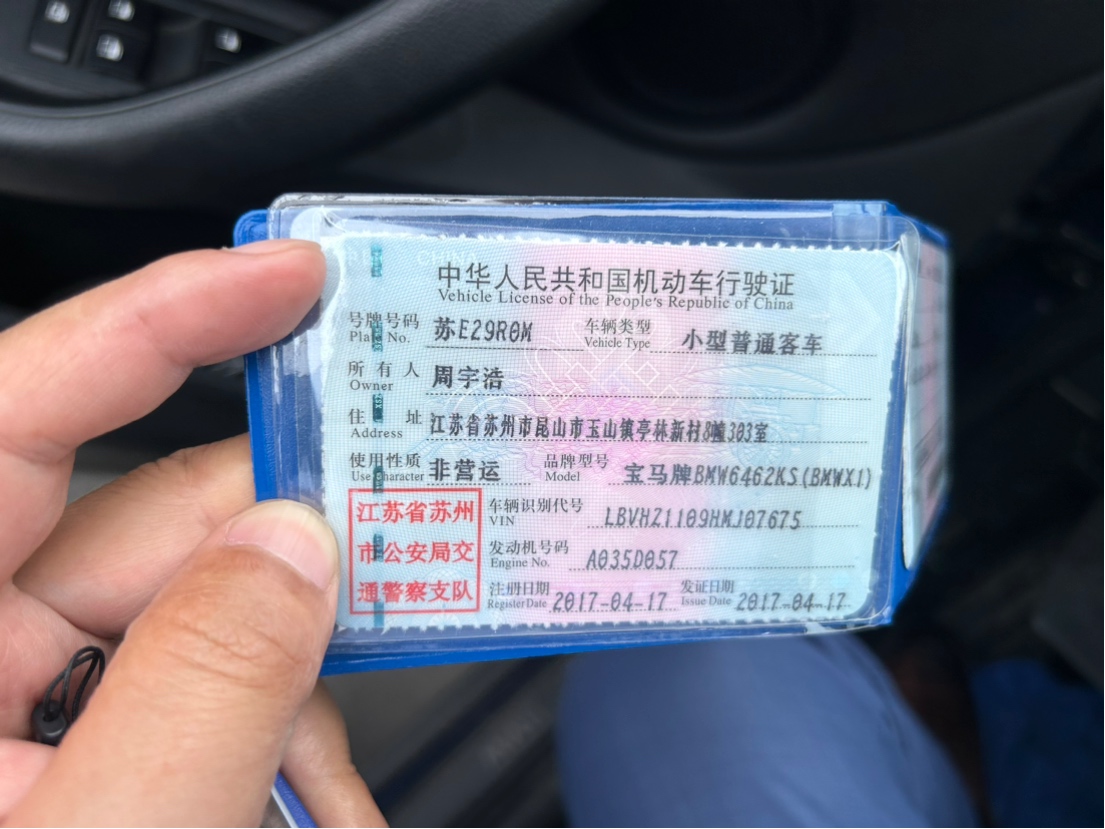 中华人民共和国机动车行驶证
Vehicle License of the People's Republic of China
号牌号码 苏E29R0M 车辆类型 小型普通客车
Plate No. Vehicle Type
所有人 周宇浩
Owner
住址 江苏省苏州市昆山市玉山镇亭林新村8幢303室
Address
使用性质 非营运 品牌型号 宝马牌BMW6462KS(BMWX1)
Use Character Model
江苏省苏州
市公安局交
通警察支队
车辆识别代号 LBVHZ1109HMJ07675
VIN
发动机号码 A035D057
Engine No.
注册日期 2017-04-17 发证日期 2017-04-17
Register Date Issue Date